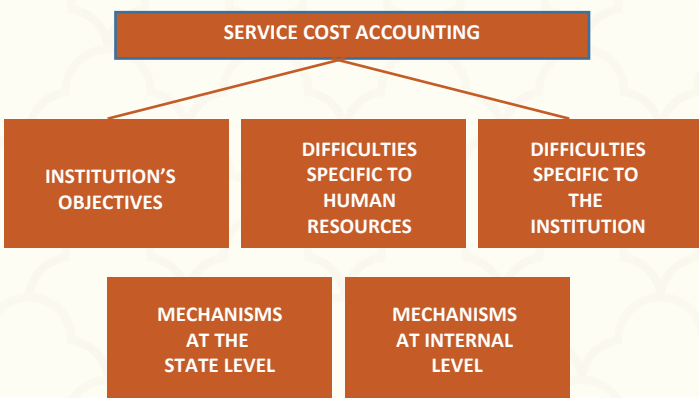 SERVICE COST ACCOUNTING
INSTITUTION’S
OBJECTIVES
DIFFICULTIES
SPECIFIC TO
HUMAN
RESOURCES
DIFFICULTIES
SPECIFIC TO
THE
INSTITUTION
MECHANISMS
AT THE
STATE LEVEL
MECHANISMS
AT INTERNAL
LEVEL